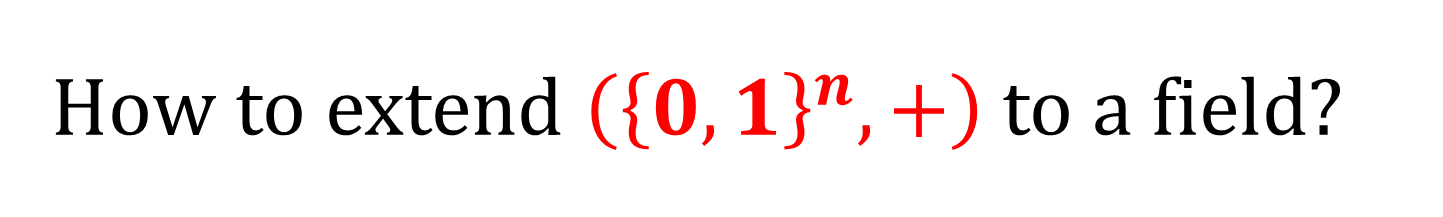 How to extend ({0, 1}ⁿ, +) to a field?